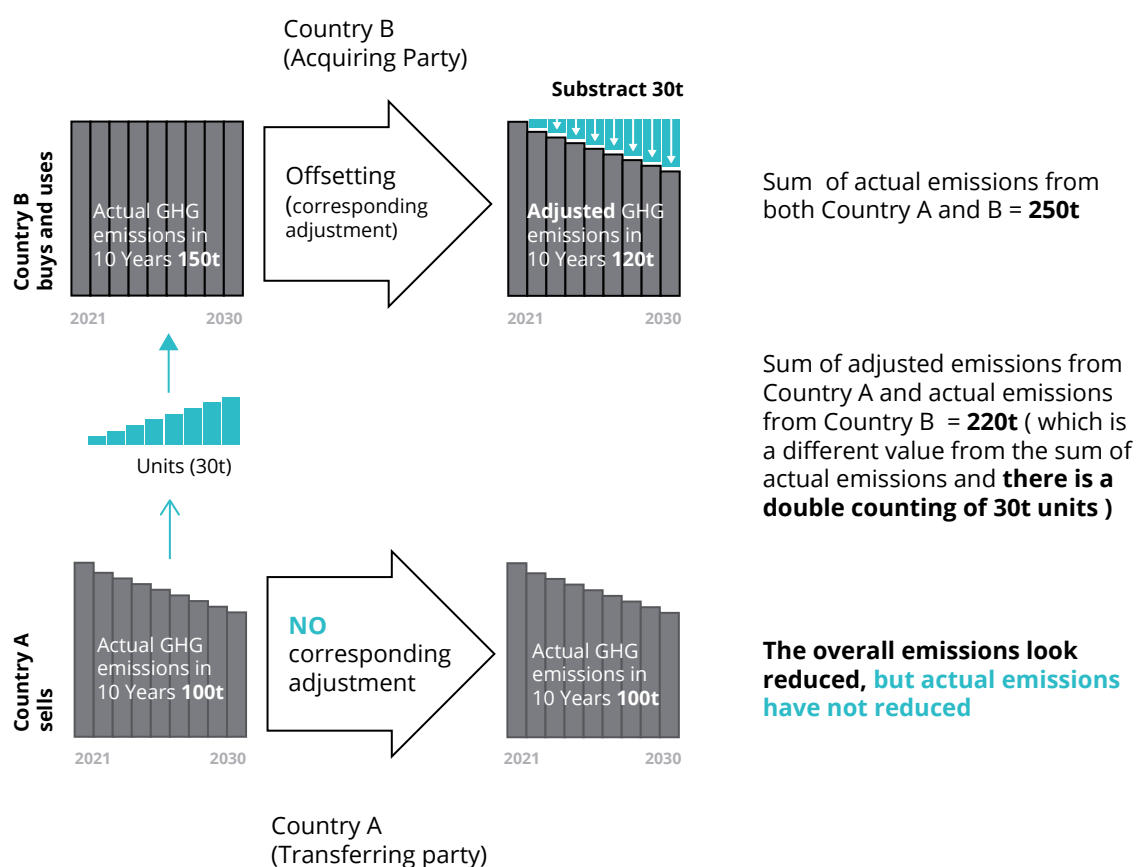 Country B
(Acquiring Party)
Substract 30t
Country B
buys and uses
Actual GHG
emissions in
10 Years 150t
2021
2030
Offsetting
(corresponding
adjustment)
Adjusted GHG
emissions in
10 Years 120t
2021
2030
Sum of actual emissions from
both Country A and B = 250t
Units (30t)
Sum of adjusted emissions from
Country A and actual emissions
from Country B = 220t ( which is
a different value from the sum of
actual emissions and there is a
double counting of 30t units )
Country A
sells
Actual GHG
emissions in
10 Years 100t
2021
2030
NO
corresponding
adjustment
Actual GHG
emissions in
10 Years 100t
2021
2030
The overall emissions look
reduced, but actual emissions
have not reduced
Country A
(Transferring party)